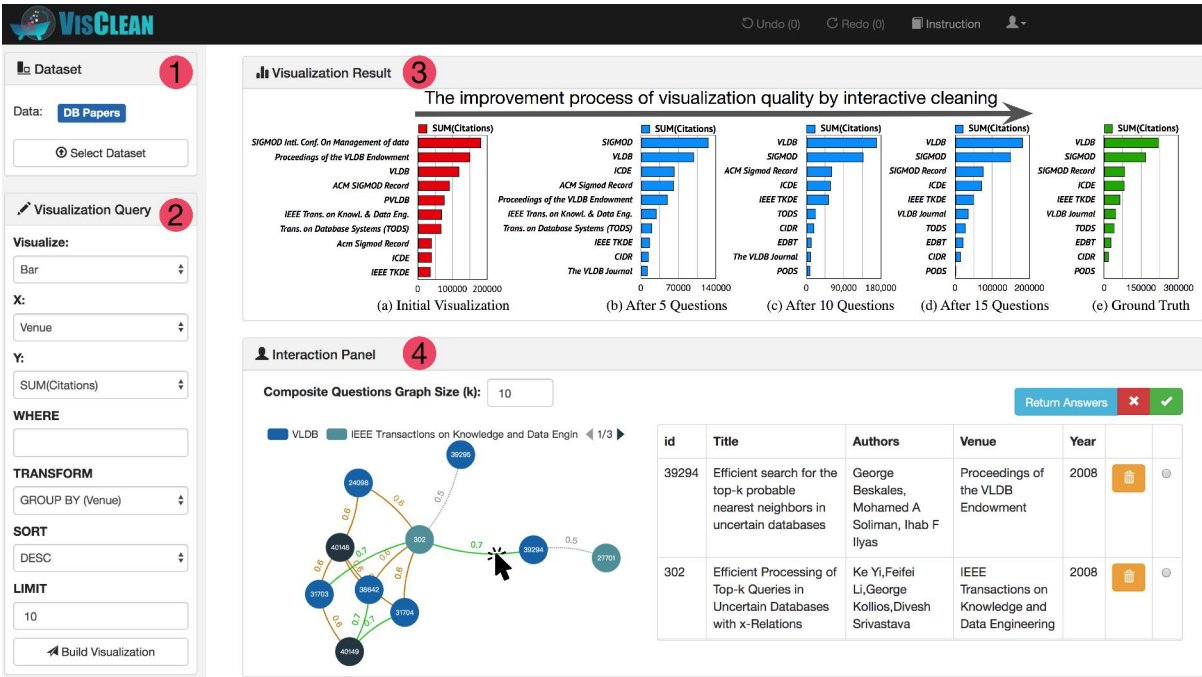 VISCLEAN
Undo (0)
Redo (0)
Instruction
Dataset
1
Data:
DB Papers
Select Dataset
Visualization Query
2
Visualize:
Bar
X:
Venue
Y:
SUM(Citations)
WHERE
TRANSFORM
GROUP BY (Venue)
SORT
DESC
LIMIT
10
Build Visualization
Visualization Result
3
The improvement process of visualization quality by interactive cleaning
SUM(Citations)
SIGMOD Intl. Conf. On Management of data
Proceedings of the VLDB Endowment
VLDB
ACM SIGMOD Record
PVLDB
IEEE Trans. on Knowl. & Data Eng.
Trans. on Database Systems (TODS)
Acm Sigmod Record
ICDE
IEEE TKDE
0 100000 200000
(a) Initial Visualization
SUM(Citations)
SIGMOD
VLDB
ICDE
ACM Sigmod Record
Proceedings of the VLDB Endowment
IEEE Trans. on Knowl. & Data Eng.
Trans. on Database Systems (TODS)
IEEE TKDE
CIDR
The VLDB Journal
0 70000 140000
(b) After 5 Questions
SUM(Citations)
VLDB
SIGMOD
ACM Sigmod Record
ICDE
IEEE TKDE
TODS
CIDR
EDBT
The VLDB Journal
PODS
0 90,000 180,000
(c) After 10 Questions
SUM(Citations)
VLDB
SIGMOD
SIGMOD Record
ICDE
IEEE TKDE
VLDB Journal
TODS
EDBT
CIDR
PODS
0 100000 200000
(d) After 15 Questions
SUM(Citations)
VLDB
SIGMOD
SIGMOD Record
ICDE
IEEE TKDE
VLDB Journal
TODS
EDBT
CIDR
PODS
0 150000 300000
(e) Ground Truth
Interaction Panel
4
Composite Questions Graph Size (k):
10
VLDB
IEEE Transactions on Knowledge and Data Engin
1/3
39295
24098
0.6
0.5
0.6
40148
302
0.7
0.7
39294
0.5
27701
0.6
0.6
0.6
31703
38642
31704
0.6
0.7
0.7
40149
Return Answers
id Title Authors Venue Year
39294 Efficient search for the George Proceedings of 2008
top-k probable Beskales, the VLDB
nearest neighbors in Mohamed A Endowment
uncertain databases Soliman, Ihab F
Ilyas
302 Efficient Processing of Ke Yi,Feifei IEEE 2008
Top-k Queries in Li,George Transactions on
Uncertain Databases Kollios,Divesh Knowledge and
with x-Relations Srivastava Data Engineering